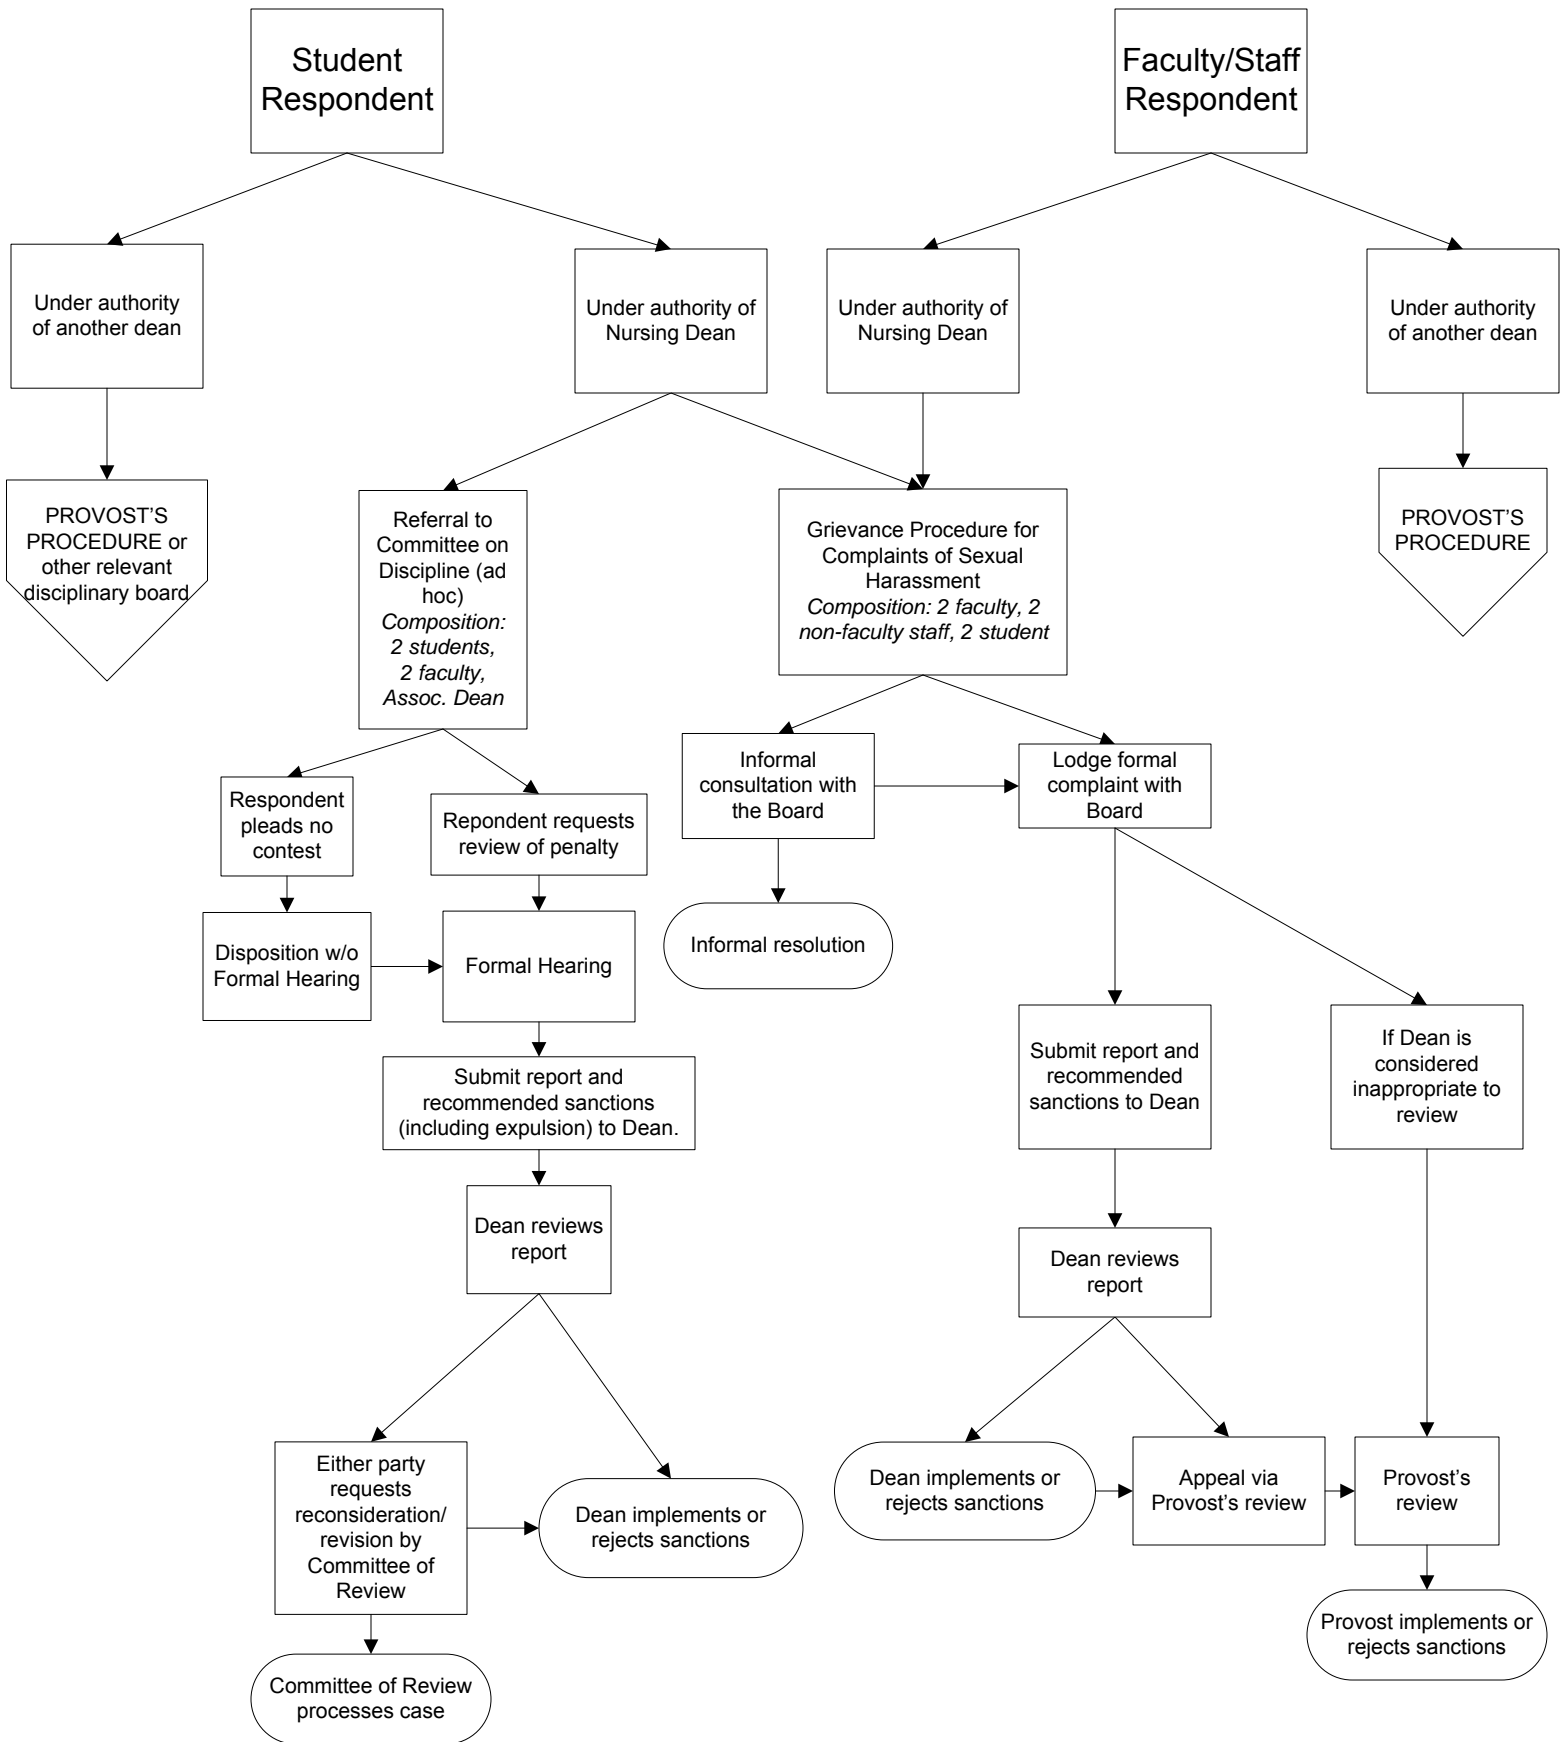 Student
Respondent
Faculty/Staff
Respondent
Under authority
of another dean
Under authority of
Nursing Dean
Under authority of
Nursing Dean
Under authority
of another dean
PROVOST’S
PROCEDURE or
other relevant
disciplinary board
Referral to
Committee on
Discipline (ad
hoc)
Composition:
2 students,
2 faculty,
Assoc. Dean
Grievance Procedure for
Complaints of Sexual
Harassment
Composition: 2 faculty, 2
non-faculty staff, 2 student
PROVOST’S
PROCEDURE
Respondent
pleads no
contest
Repondent requests
review of penalty
Informal
consultation with
the Board
Lodge formal
complaint with
Board
Disposition w/o
Formal Hearing
Formal Hearing
Informal resolution
Submit report and
recommended sanctions
(including expulsion) to Dean.
Submit report and
recommended
sanctions to Dean
If Dean is
considered
inappropriate to
review
Dean reviews
report
Dean reviews
report
Either party
requests
reconsideration/
revision by
Committee of
Review
Dean implements or
rejects sanctions
Dean implements or
rejects sanctions
Appeal via
Provost’s review
Provost’s
review
Committee of Review
processes case
Provost implements or
rejects sanctions